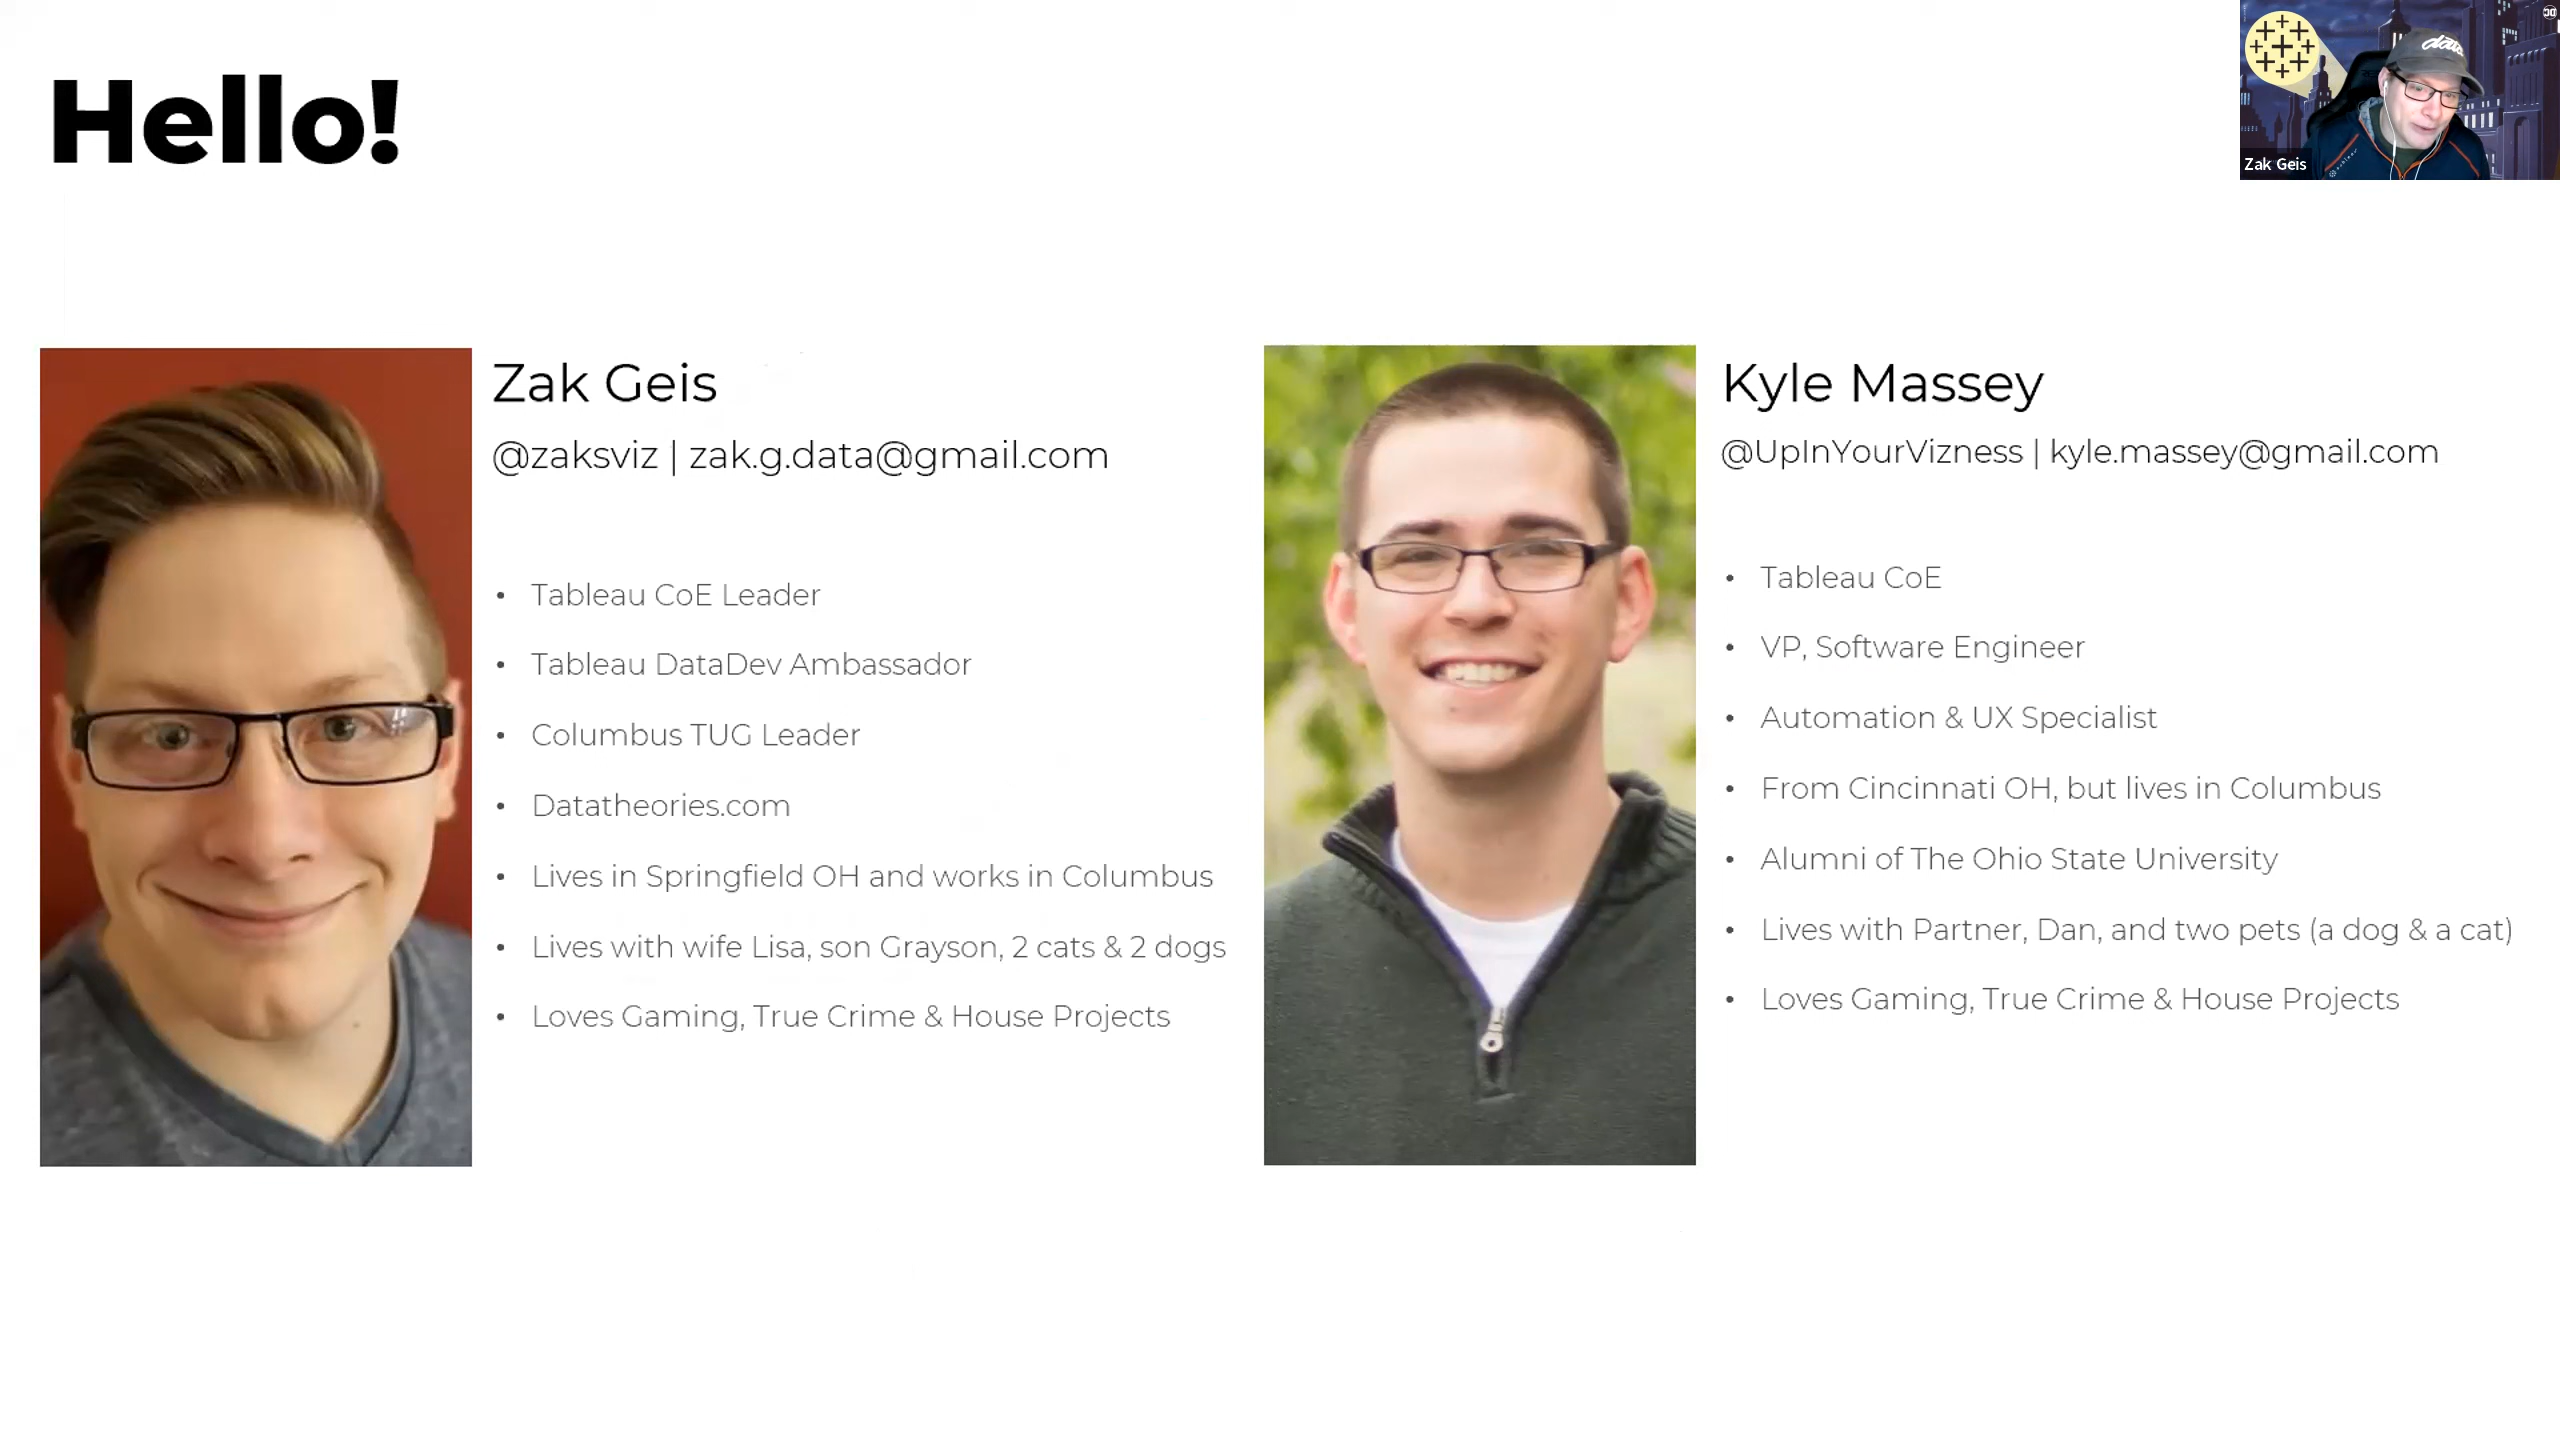 Hello!
Zak Geis
Zak Geis
@zaksviz | zak.g.data@gmail.com
• Tableau CoE Leader
• Tableau DataDev Ambassador
• Columbus TUG Leader
• Datatheories.com
• Lives in Springfield OH and works in Columbus
• Lives with wife Lisa, son Grayson, 2 cats & 2 dogs
• Loves Gaming, True Crime & House Projects
Kyle Massey
@UpInYourVizness | kyle.massey@gmail.com
• Tableau CoE
• VP, Software Engineer
• Automation & UX Specialist
• From Cincinnati OH, but lives in Columbus
• Alumni of The Ohio State University
• Lives with Partner, Dan, and two pets (a dog & a cat)
• Loves Gaming, True Crime & House Projects